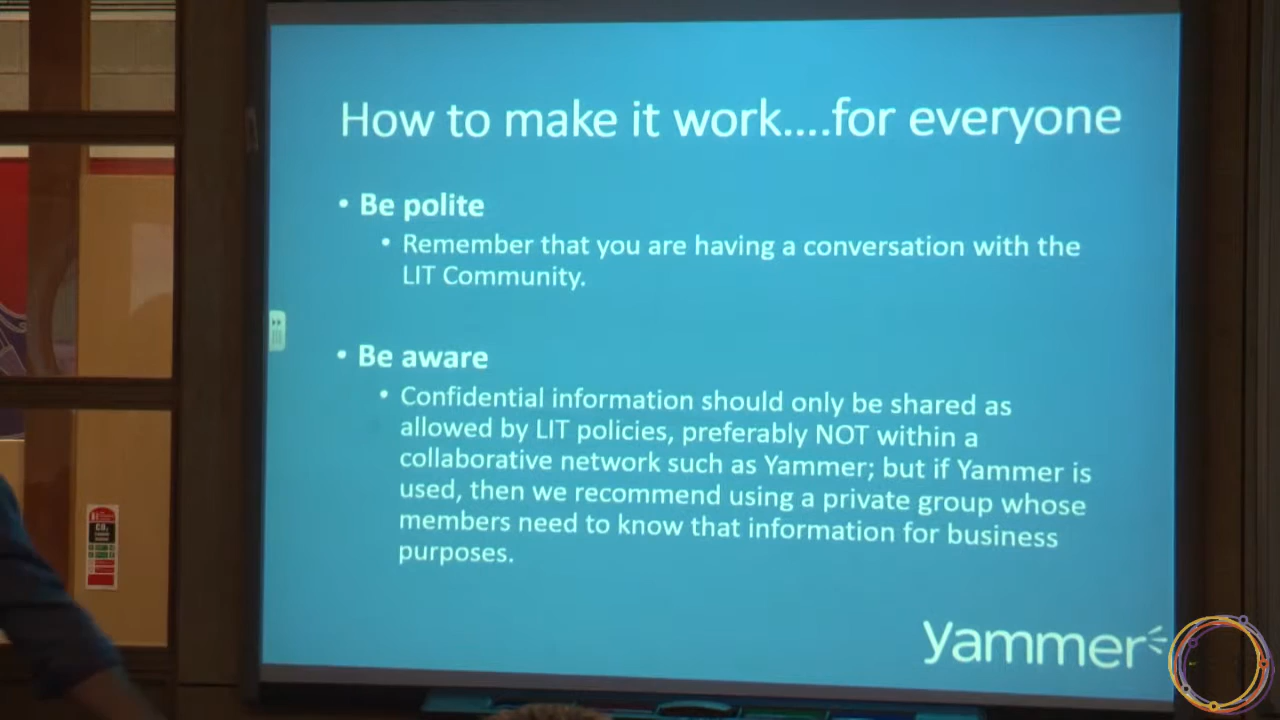 How to make it work....for everyone
• Be polite
• Remember that you are having a conversation with the
LIT Community.
• Be aware
• Confidential information should only be shared as
allowed by LIT policies, preferably NOT within a
collaborative network such as Yammer; but if Yammer is
used, then we recommend using a private group whose
members need to know that information for business
purposes.
yammer
CO₂